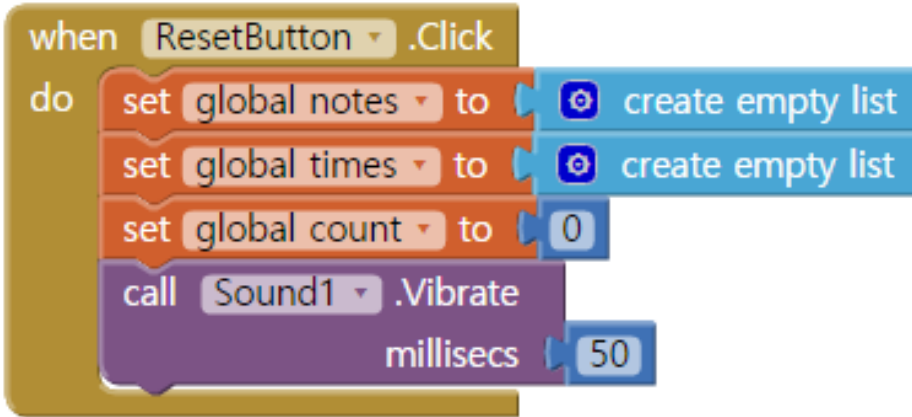 when ResetButton .Click
do set global notes to create empty list
set global times to create empty list
set global count to 0
call Sound1 .Vibrate
millisecs 50